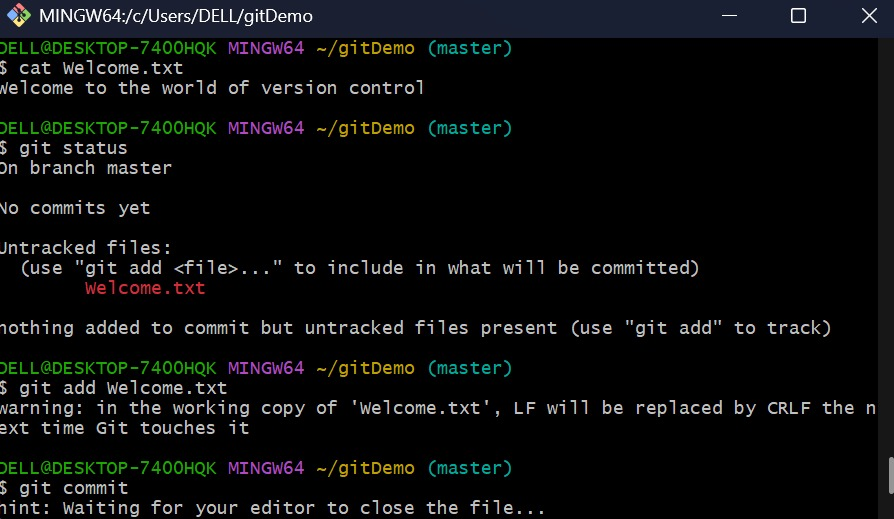 MINGW64:/c/Users/DELL/gitDemo
DELL@DESKTOP-7400HQK MINGW64 ~/gitDemo (master)
$ cat Welcome.txt
Welcome to the world of version control
DELL@DESKTOP-7400HQK MINGW64 ~/gitDemo (master)
$ git status
On branch master
No commits yet
Untracked files:
(use "git add <file>..." to include in what will be committed)
Welcome.txt
nothing added to commit but untracked files present (use "git add" to track)
DELL@DESKTOP-7400HQK MINGW64 ~/gitDemo (master)
$ git add Welcome.txt
warning: in the working copy of 'Welcome.txt', LF will be replaced by CRLF the n
ext time Git touches it
DELL@DESKTOP-7400HQK MINGW64 ~/gitDemo (master)
$ git commit
hint: Waiting for your editor to close the file...